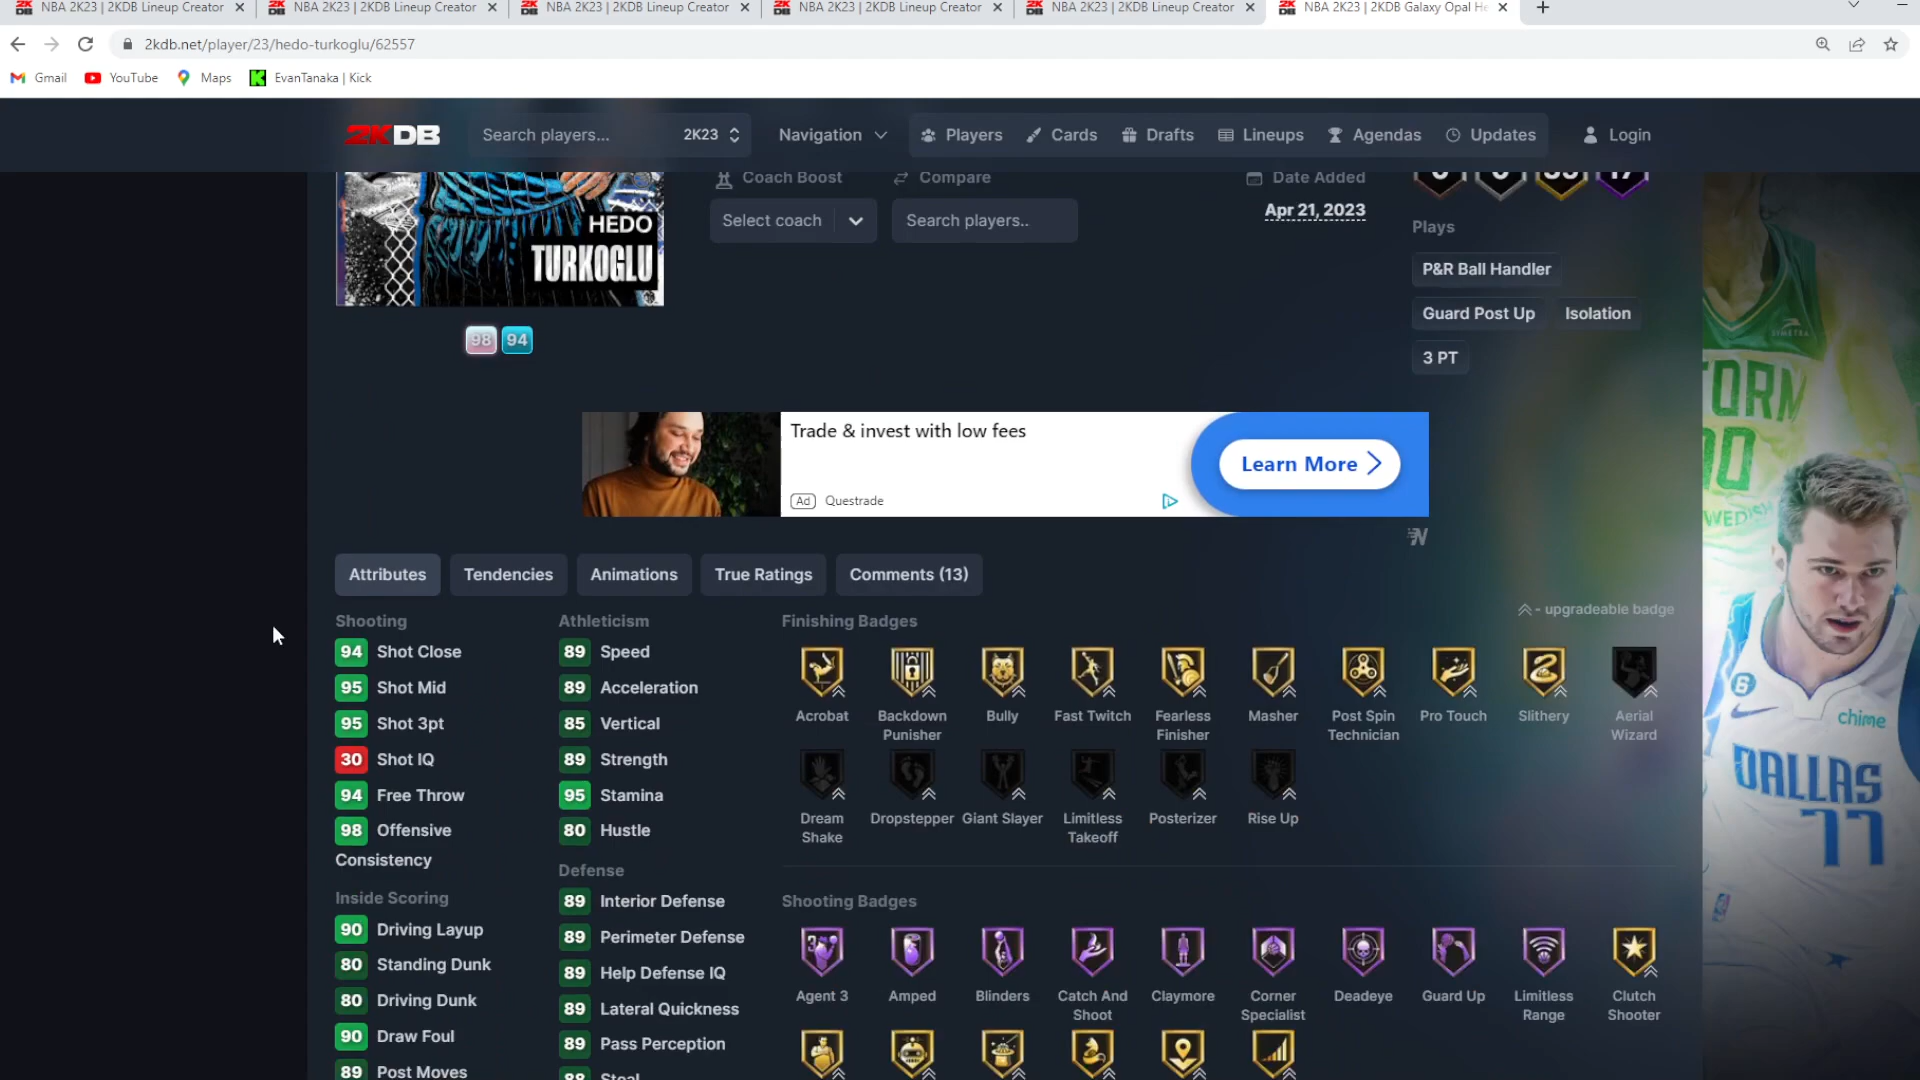 NBA 2K23 | 2KDB Lineup Creator
NBA 2K23 | 2KDB Lineup Creator
NBA 2K23 | 2KDB Lineup Creator
NBA 2K23 | 2KDB Lineup Creator
NBA 2K23 | 2KDB Lineup Creator
NBA 2K23 | 2KDB Galaxy Opal He
2kdb.net/player/23/hedo-turkoglu/62557
Gmail
YouTube
Maps
EvanTanaka | Kick
2KDB
Search players...
2K23
Navigation
Players
Cards
Drafts
Lineups
Agendas
Updates
Login
HEDO
TURKOGLU
98
94
Coach Boost
Compare
Select coach
Search players..
Date Added
Apr 21, 2023
Plays
P&R Ball Handler
Guard Post Up
Isolation
3 PT
Trade & invest with low fees
Ad Questrade
Learn More
Attributes
Tendencies
Animations
True Ratings
Comments (13)
Shooting
94 Shot Close
95 Shot Mid
95 Shot 3pt
30 Shot IQ
94 Free Throw
98 Offensive
Consistency
Inside Scoring
90 Driving Layup
80 Standing Dunk
80 Driving Dunk
90 Draw Foul
89 Post Moves
Athleticism
89 Speed
89 Acceleration
85 Vertical
89 Strength
95 Stamina
80 Hustle
Defense
89 Interior Defense
89 Perimeter Defense
89 Help Defense IQ
89 Lateral Quickness
89 Pass Perception
88 Steal
- upgradeable badge
Finishing Badges
Acrobat
Backdown
Punisher
Bully
Fast Twitch
Fearless
Finisher
Masher
Post Spin
Technician
Pro Touch
Slithery
Aerial
Wizard
Dream
Shake
Dropstepper
Giant Slayer
Limitless
Takeoff
Posterizer
Rise Up
Shooting Badges
Agent 3
Amped
Blinders
Catch And
Shoot
Claymore
Corner
Specialist
Deadeye
Guard Up
Limitless
Range
Clutch
Shooter
6
chime
DALLAS
77